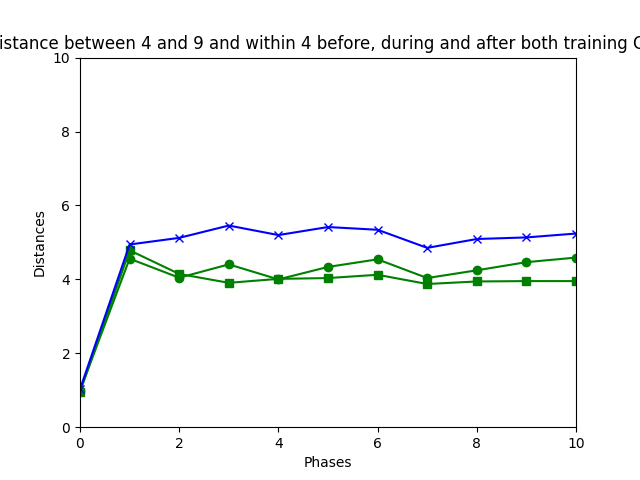 istance between 4 and 9 and within 4 before, during and after both training
10
8
6
4
2
0
Distances
0 2 4 6 8 10
Phases